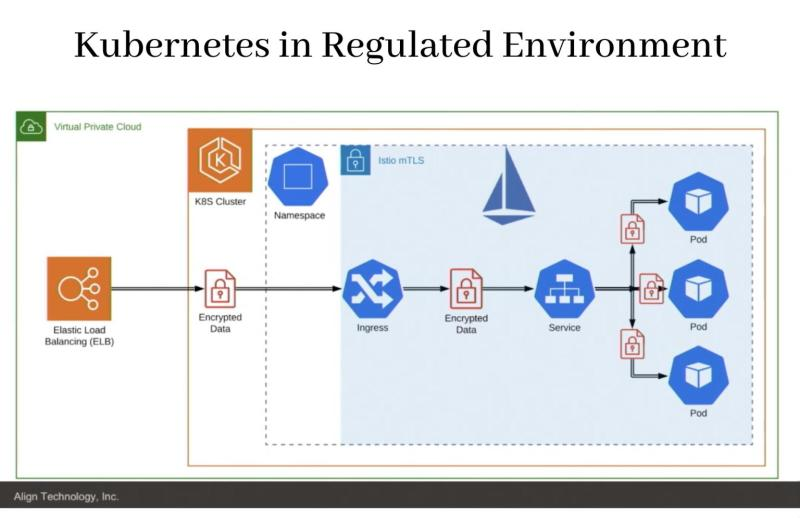 Kubernetes in Regulated Environment
Virtual Private Cloud
K8S Cluster
Namespace
Istio mTLS
Elastic Load
Balancing (ELB)
Encrypted
Data
Ingress
Encrypted
Data
Service
Pod
Pod
Pod
Align Technology, Inc.